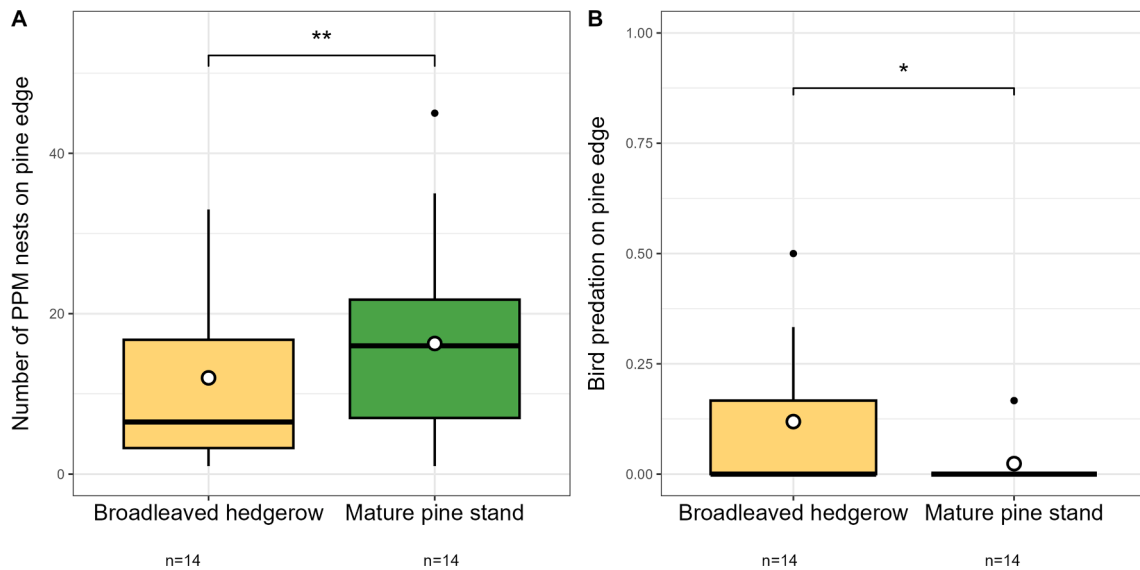 A
Number of PPM nests on pine edge
**
40
20
0
Broadleaved hedgerow
Mature pine stand
n=14
n=14
B
Bird predation on pine edge
*
1.00
0.75
0.50
0.25
0.00
Broadleaved hedgerow
Mature pine stand
n=14
n=14